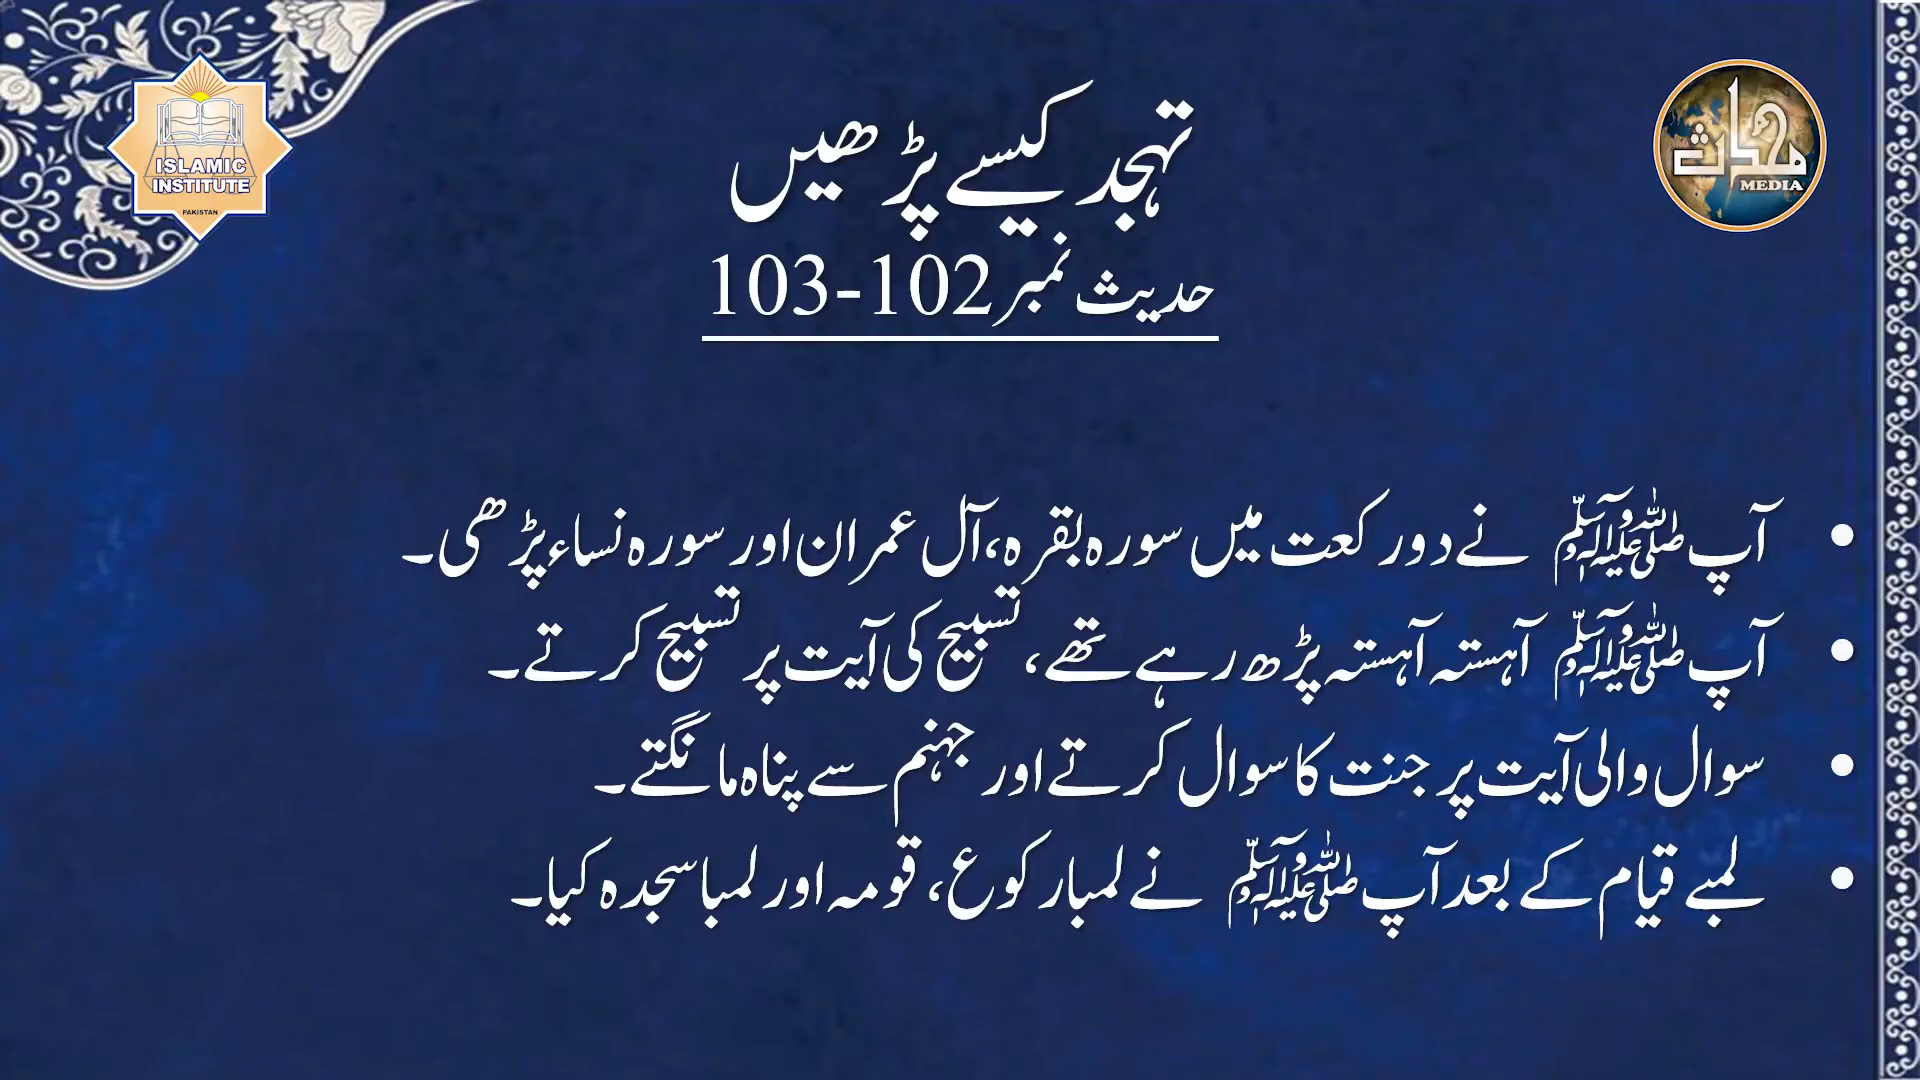 ISLAMIC
INSTITUTE
PAKISTAN
محدث
MEDIA
تہجد کیسے پڑھیں
حدیث نمبر 102-103
آپ ﷺ نے دو رکعت میں سورہ بقرہ، آل عمران اور سورہ نساء پڑھی۔
آپ ﷺ آہستہ آہستہ پڑھ رہے تھے، تسبیح کی آیت پر تسبیح کرتے۔
سوال والی آیت پر جنت کا سوال کرتے اور جہنم سے پناہ مانگتے۔
لمبے قیام کے بعد آپ ﷺ نے لمبا رکوع، قومہ اور لمبا سجدہ کیا۔